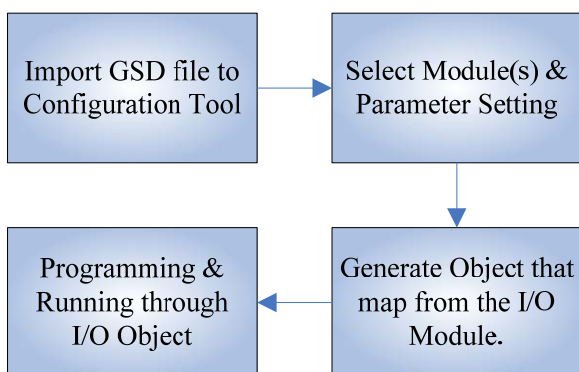 Import GSD file to
Configuration Tool
Select Module(s) &
Parameter Setting
Generate Object that
map from the I/O
Module.
Programming &
Running through
I/O Object